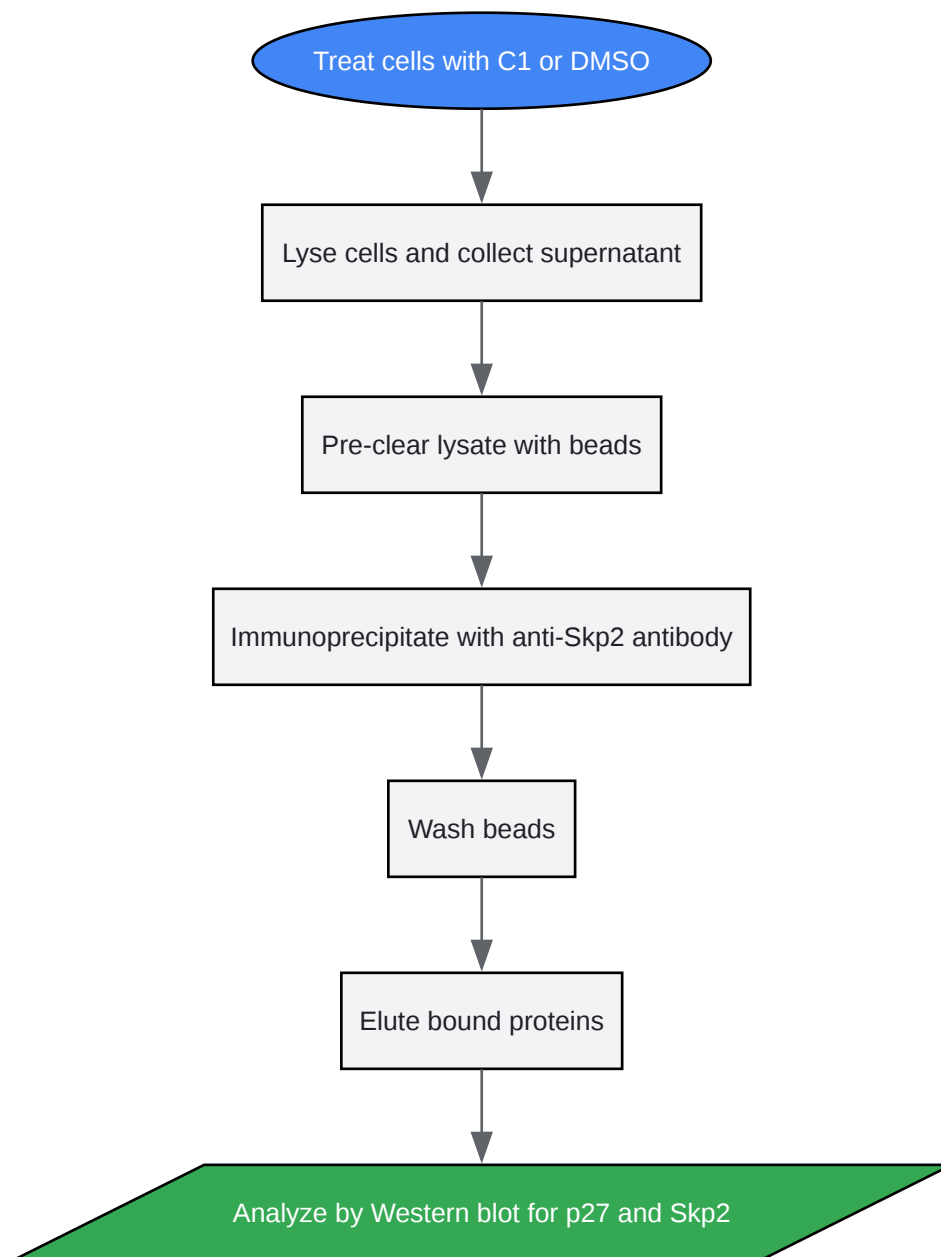 Treat cells with C1 or DMSO
Lyse cells and collect supernatant
Pre-clear lysate with beads
Immunoprecipitate with anti-Skp2 antibody
Wash beads
Elute bound proteins
Analyze by Western blot for p27 and Skp2